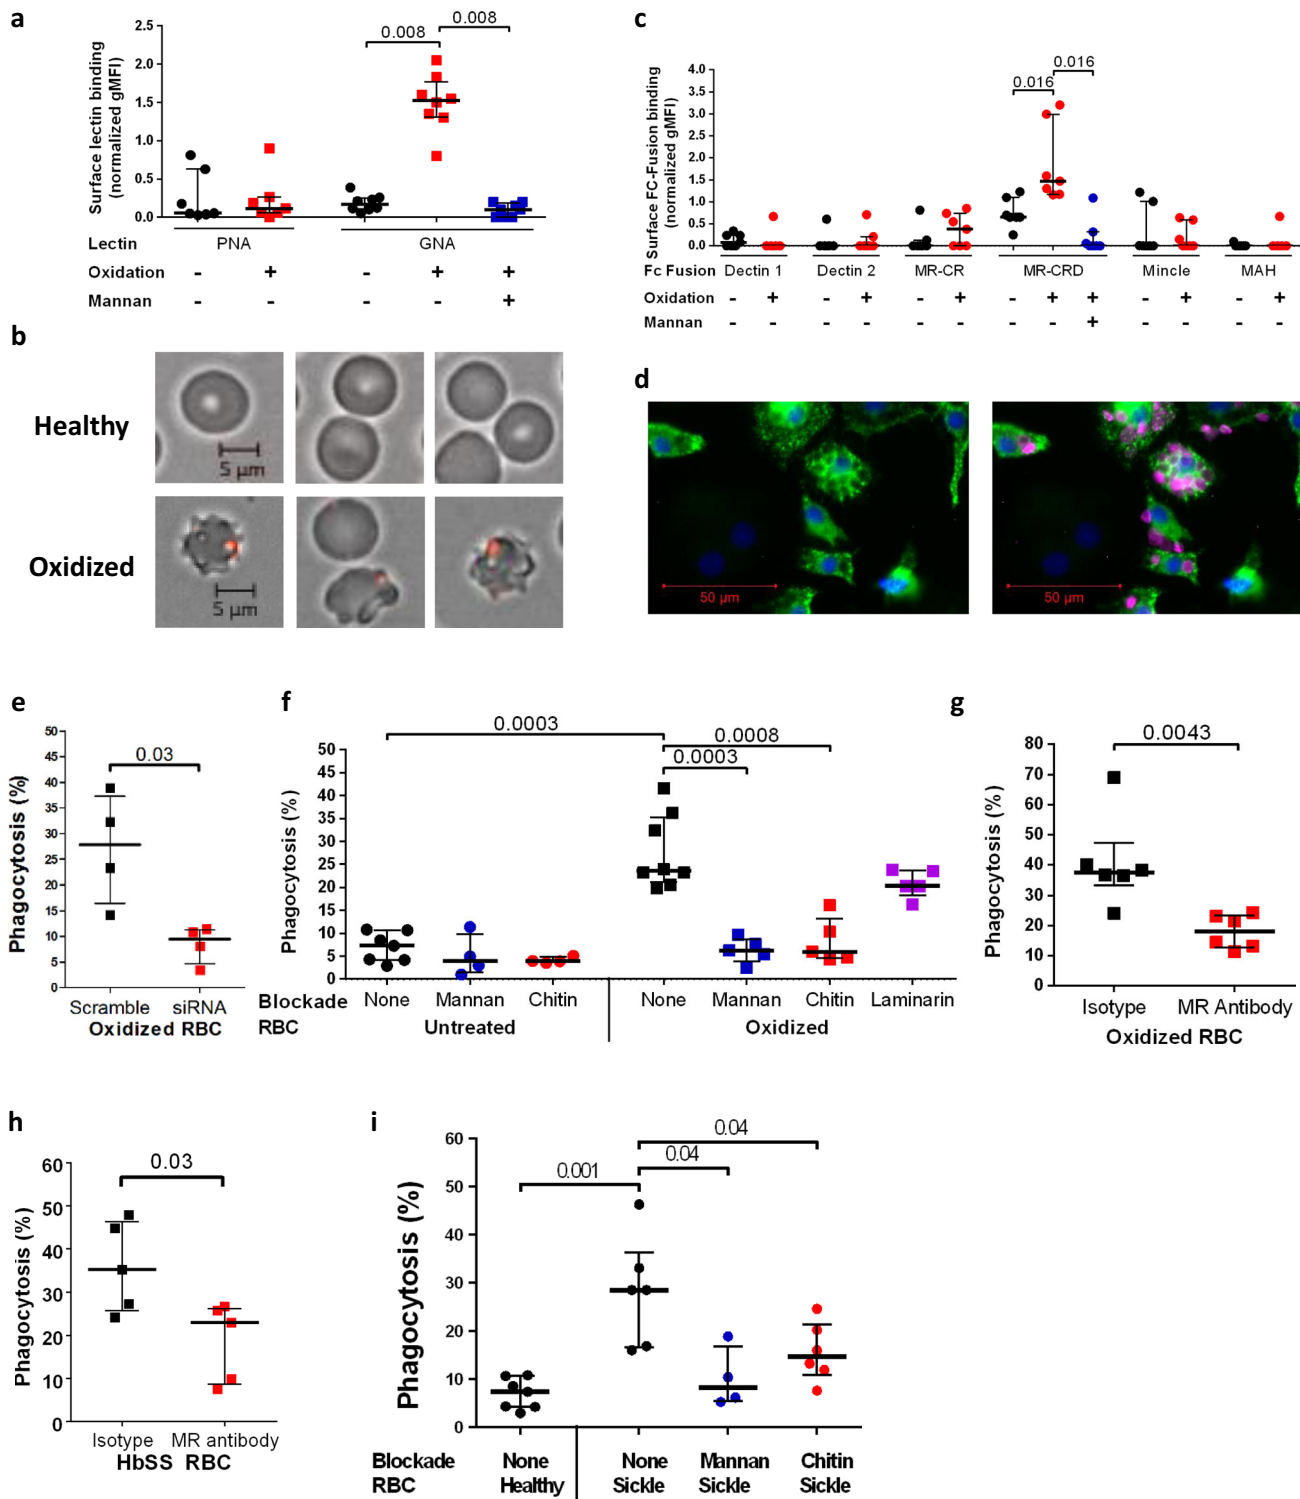 a
0.008
0.008
2.5
2.0
1.5
1.0
0.5
0.0
Surface lectin binding
(normalized gMFI)
Lectin PNA GNA
Oxidation - + - + +
Mannan - - - - +
b
Healthy
5 µm
Oxidized
5 µm
c
0.016
0.016
4.0
3.5
3.0
2.5
2.0
1.5
1.0
0.5
0.0
Surface FC-Fusion binding
(normalized gMFI)
Fc Fusion Dectin 1 Dectin 2 MR-CR MR-CRD Mincle MAH
Oxidation - + - + - + - + + - + - +
Mannan - - - - - - - - + - - - -
d
50 µm
50 µm
e
0.03
50
45
40
35
30
25
20
15
10
5
0
Phagocytosis (%)
Scramble siRNA
Oxidized RBC
f
0.0003
0.0008
0.0003
50
45
40
35
30
25
20
15
10
5
0
Phagocytosis (%)
Blockade None Mannan Chitin None Mannan Chitin Laminarin
RBC Untreated Oxidized
g
0.0043
80
70
60
50
40
30
20
10
0
Phagocytosis (%)
Isotype MR Antibody
Oxidized RBC
h
0.03
60
50
40
30
20
10
0
Phagocytosis (%)
Isotype MR antibody
HbSS RBC
i
0.04
0.04
0.001
60
50
40
30
20
10
0
Phagocytosis (%)
Blockade None None Mannan Chitin
RBC Healthy Sickle Sickle Sickle